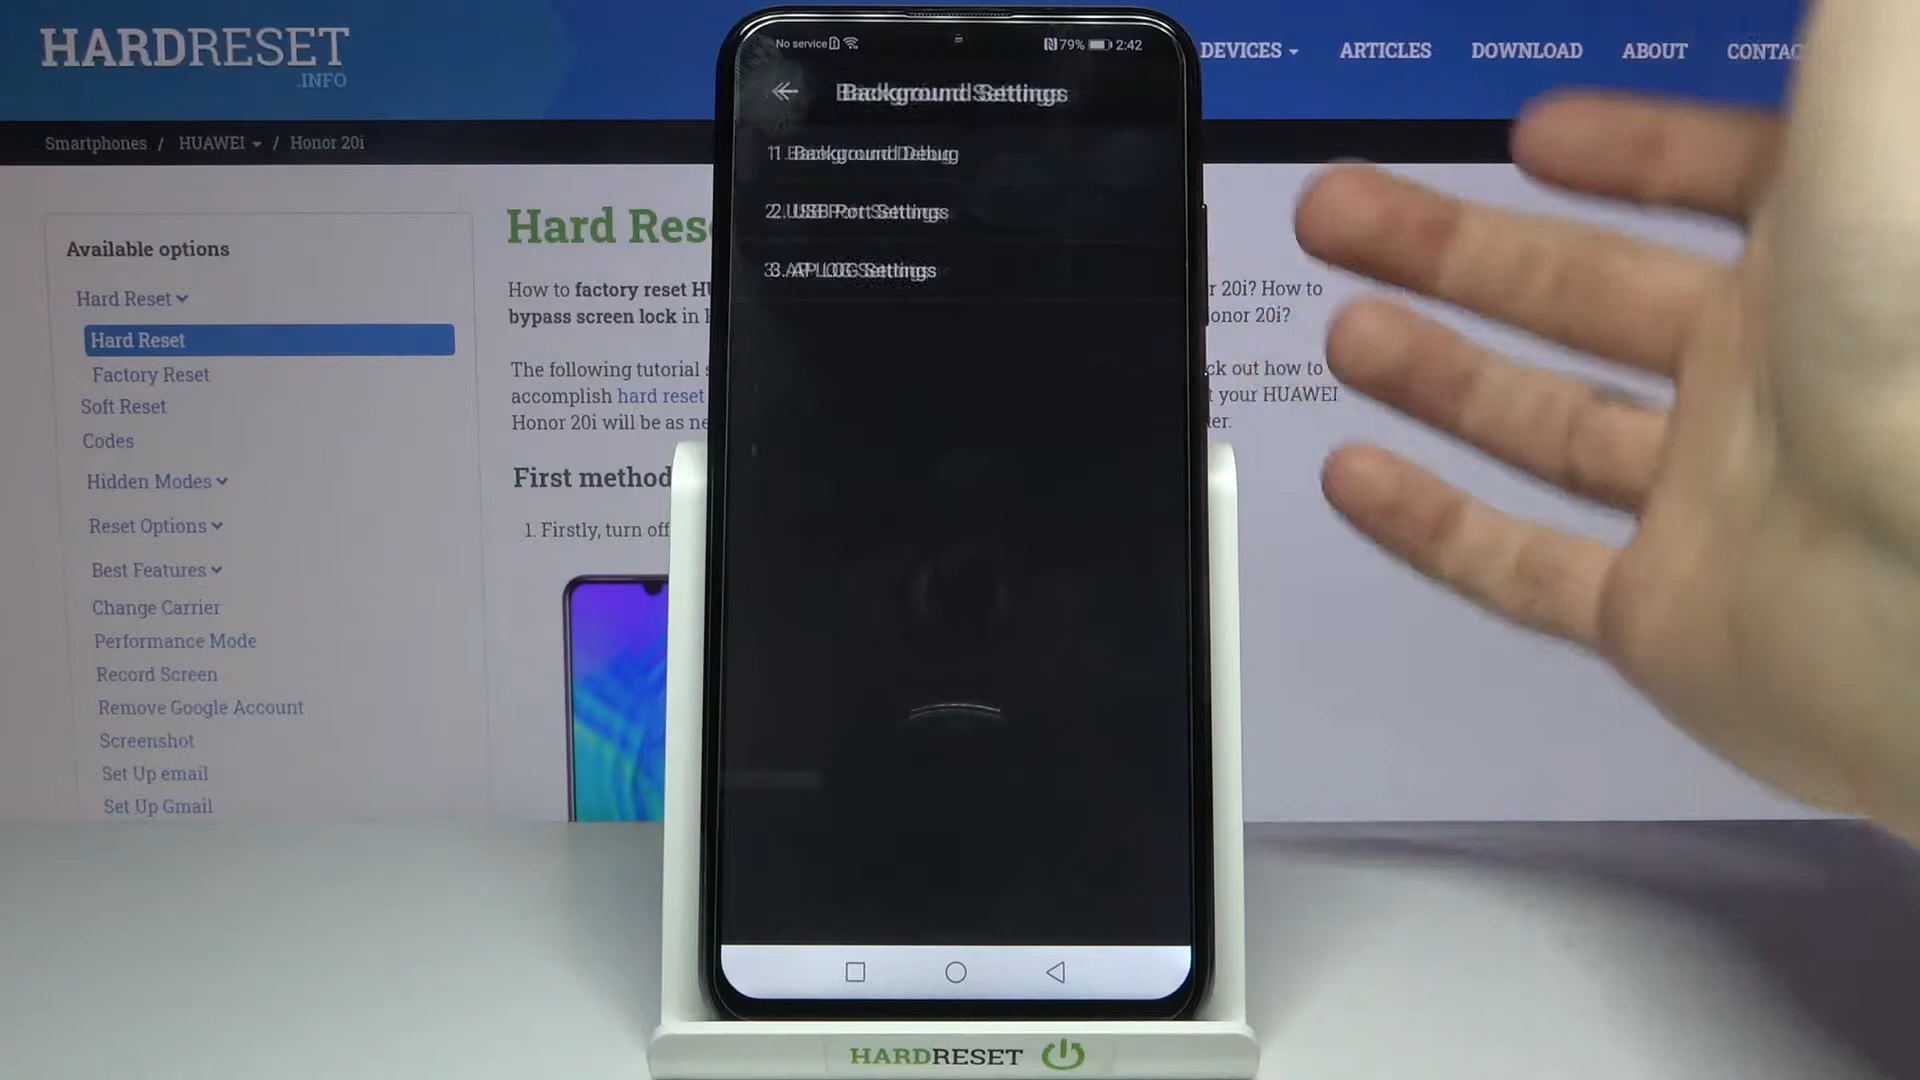 HARDRESET
.INFO
DEVICES
ARTICLES
DOWNLOAD
ABOUT
Smartphones / HUAWEI / Honor 20i
Available options
Hard Reset
Hard Reset
Factory Reset
Soft Reset
Codes
Hidden Modes
Reset Options
Best Features
Change Carrier
Performance Mode
Record Screen
Remove Google Account
Screenshot
Set Up email
Set Up Gmail
Hard
How to factory reset
r 20i? How to
bypass screen lock in
onor 20i?
The following tutorial
ck out how to
accomplish hard reset
t your HUAWEI
Honor 20i will be as
First method
1. Firstly, turn off
No service
79% 2:42
Background Settings
1. Background Debug
2. USB Port Settings
3. AP LOG Settings
HARDRESET